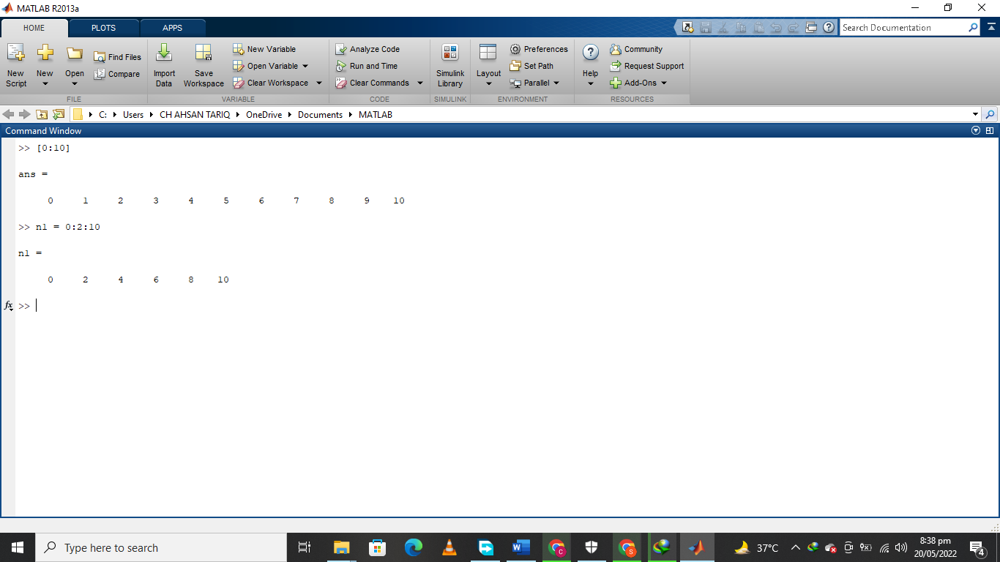 MATLAB R2013a
HOME PLOTS APPS
Search Documentation
New Script
New
Open
Find Files
Compare
FILE
Import Data
Save Workspace
New Variable
Open Variable
Clear Workspace
VARIABLE
Analyze Code
Run and Time
Clear Commands
CODE
Simulink Library
SIMULINK
Layout
Preferences
Set Path
Parallel
ENVIRONMENT
Help
Community
Request Support
Add-Ons
RESOURCES
C: Users CH AHSAN TARIQ OneDrive Documents MATLAB
Command Window
>> [0:10]
ans =
0 1 2 3 4 5 6 7 8 9 10
>> n1 = 0:2:10
n1 =
0 2 4 6 8 10
fx >>
Type here to search
37°C
8:38 pm
20/05/2022
4